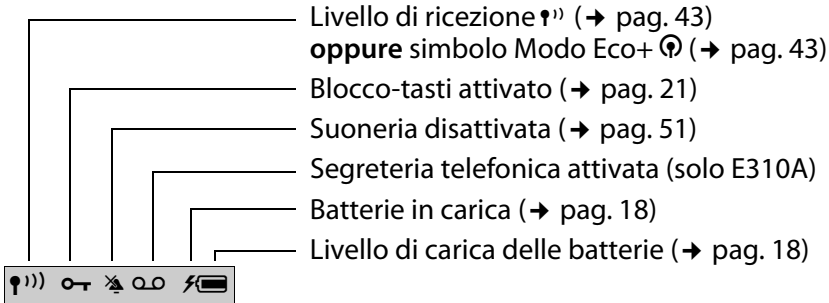 Livello di ricezione (➔ pag. 43)
oppure simbolo Modo Eco+ (➔ pag. 43)
Blocco-tasti attivato (➔ pag. 21)
Suoneria disattivata (➔ pag. 51)
Segreteria telefonica attivata (solo E310A)
Batterie in carica (➔ pag. 18)
Livello di carica delle batterie (➔ pag. 18)